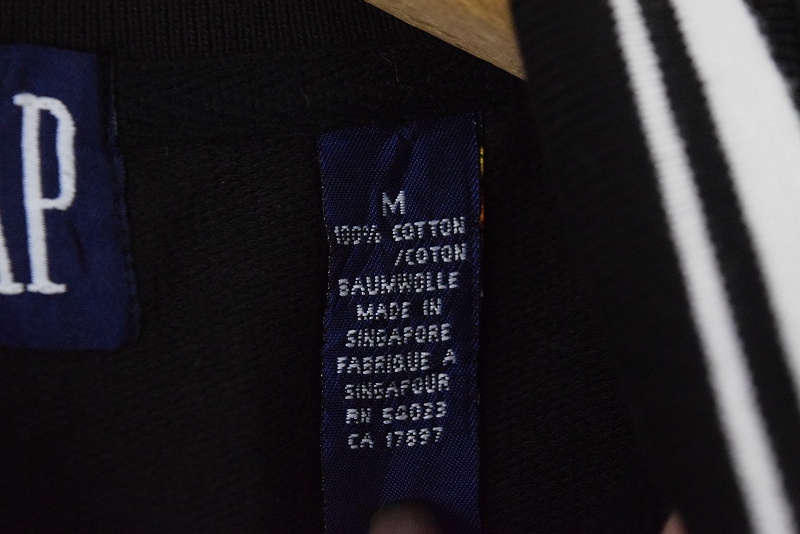 AP
M
100% COTTON
/COTON
BAUMWOLLE
MADE IN
SINGAPORE
FABRIQUE A
SINGAPOUR
RN 54023
CA 17897